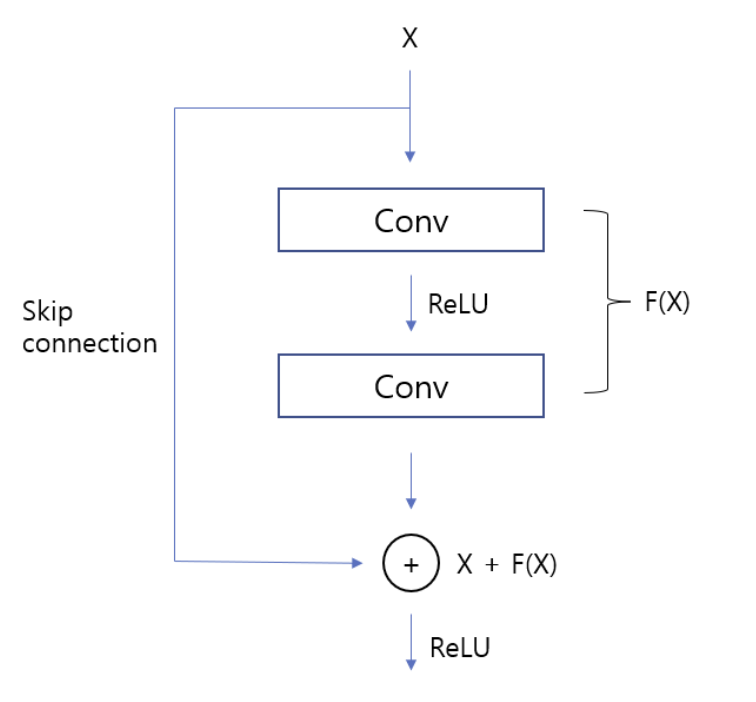 X
Conv
ReLU
F(X)
Skip
connection
Conv
+
X + F(X)
ReLU